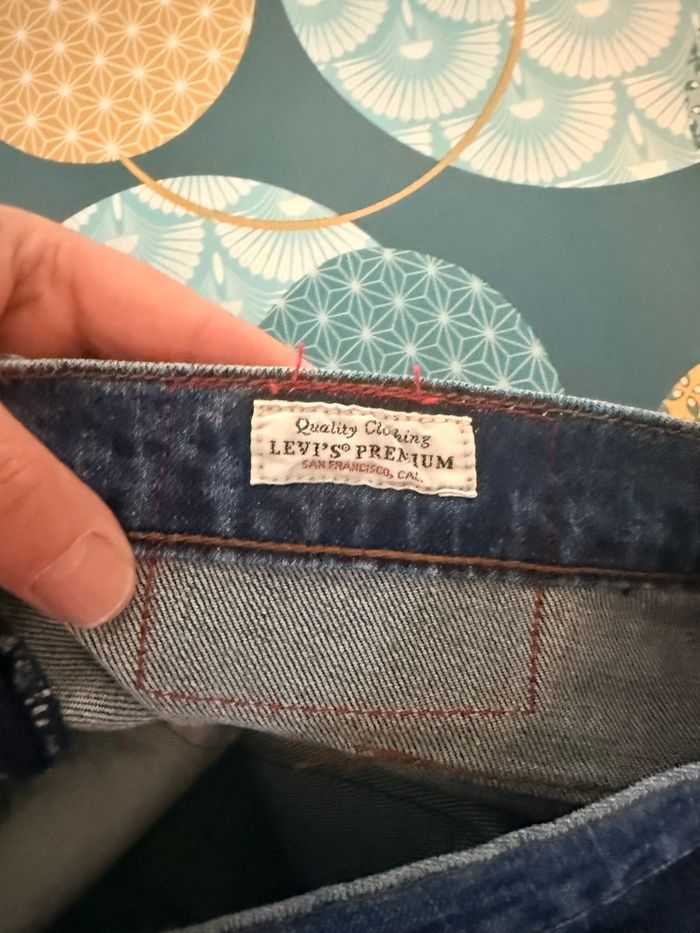 Quality Clothing
LEVI'S® PREMIUM
SAN FRANCISCO, CAL.